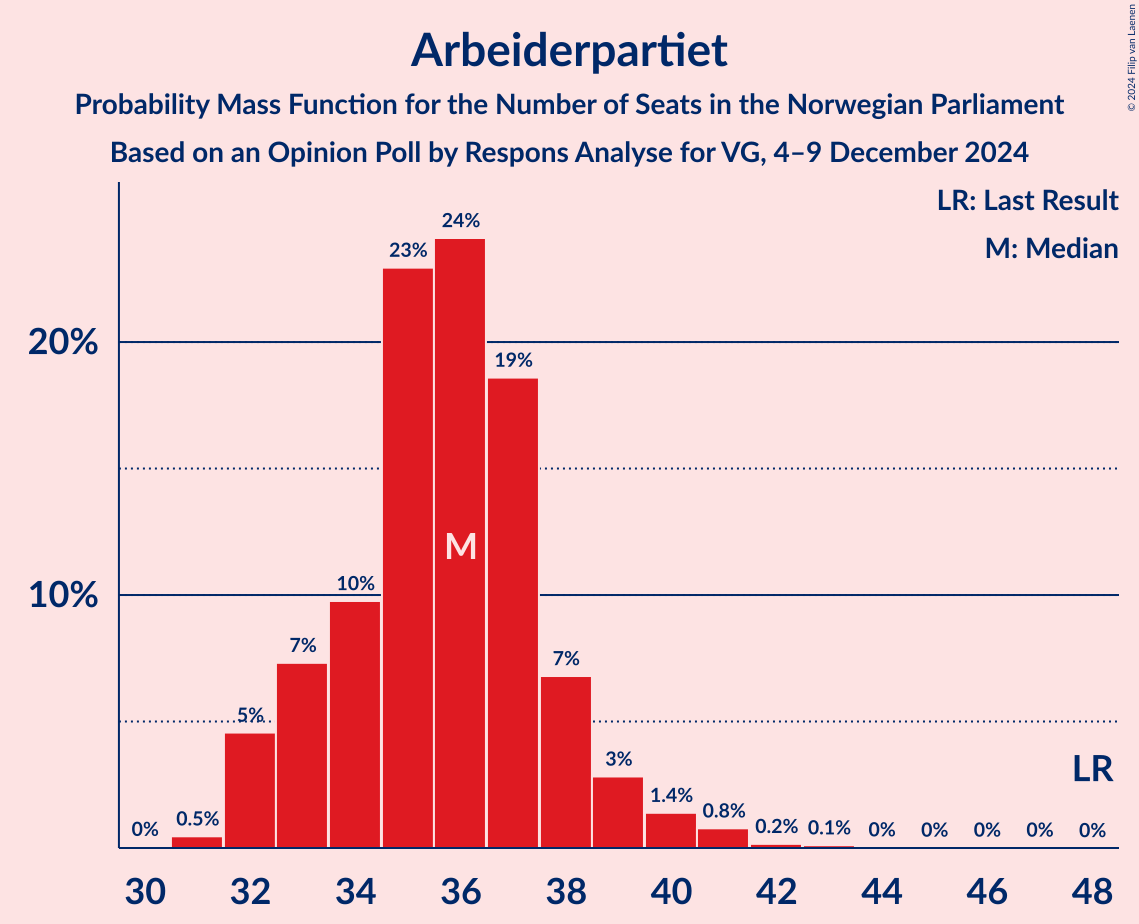 Arbeiderpartiet
Probability Mass Function for the Number of Seats in the Norwegian Parliament
Based on an Opinion Poll by Respons Analyse for VG, 4–9 December 2024
© 2024 Filip van Laenen
LR: Last Result
M: Median
24%
23%
20%
19%
M
10%
10%
7%
7%
5%
3%
LR
1.4%
0.8%
0% 0.5% 0.2% 0.1% 0% 0% 0% 0% 0%
30 32 34 36 38 40 42 44 46 48